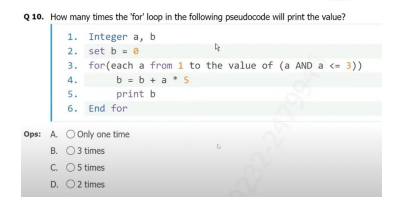 Q 10. How many times the 'for' loop in the following pseudocode will print the value?
1. Integer a, b
2. set b = 0
3. for(each a from 1 to the value of (a AND a <= 3))
4. b = b + a * 5
5. print b
6. End for
Ops: A. Only one time
B. 3 times
C. 5 times
D. 2 times